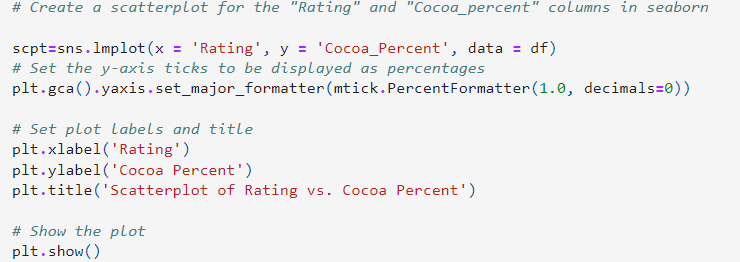 # Create a scatterplot for the "Rating" and "Cocoa_percent" columns in seaborn
scpt=sns.lmplot(x = 'Rating', y = 'Cocoa_Percent', data = df)
# Set the y-axis ticks to be displayed as percentages
plt.gca().yaxis.set_major_formatter(mtick.PercentFormatter(1.0, decimals=0))
# Set plot labels and title
plt.xlabel('Rating')
plt.ylabel('Cocoa Percent')
plt.title('Scatterplot of Rating vs. Cocoa Percent')
# Show the plot
plt.show()